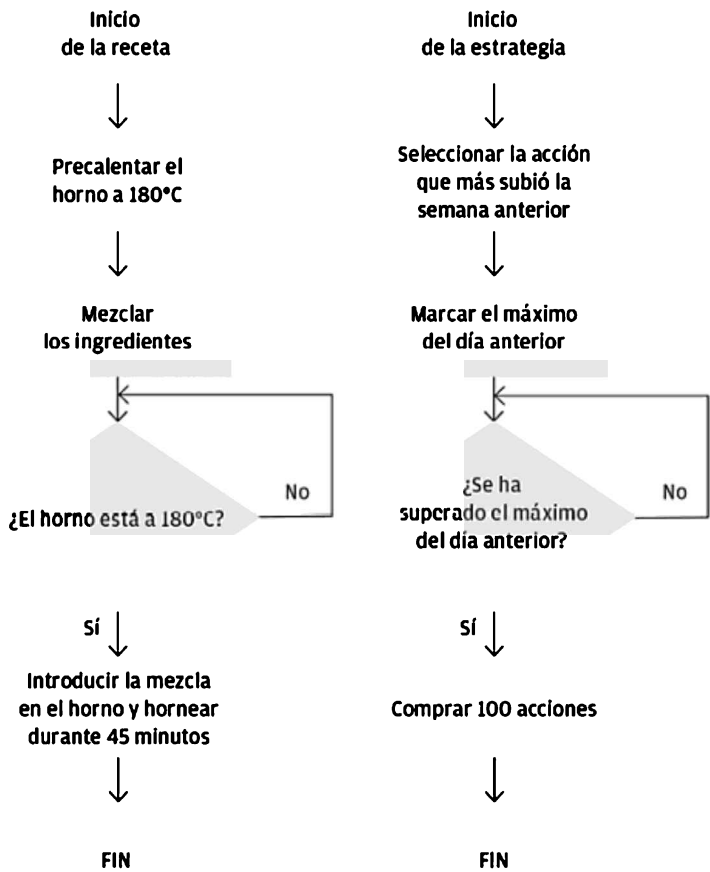 Inicio
de la receta
Precalentar el
horno a 180°C
Mezclar
los ingredientes
No
¿El horno está a 180°C?
Sí
Introducir la mezcla
en el horno y hornear
durante 45 minutos
FIN
Inicio
de la estrategia
Seleccionar la acción
que más subió la
semana anterior
Marcar el máximo
del día anterior
¿Se ha
No
superado el máximo
del día anterior?
Sí
Comprar 100 acciones
FIN